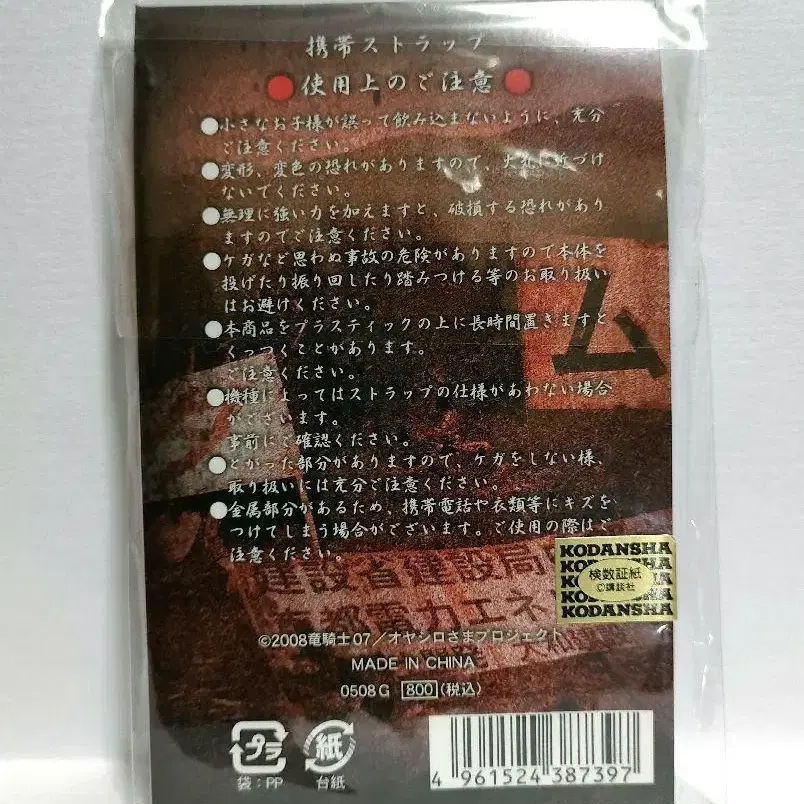 携帯ストラップ
使用上のご注意
●小さなお子様が誤って飲み込まないように、充分
ご注意ください。
●変形、変色の恐れがありますので、火気に近づけ
ないでください。
●無理に強い力を加えますと、破損する恐れがあり
ますのでご注意ください。
●ケガなど思わぬ事故の危険がありますので本体を
投げたり振り回したり踏みつける等のお取り扱い
はお避けください。
●本商品をプラスティックの上に長時間置きますと
くっつくことがあります。
ご注意ください。
●機種によってはストラップの仕様があわない場合
がございます。
事前にご確認ください。
●とがった部分がありますので、ケガをしない様、
取り扱いには充分ご注意ください。
●金属部分があるため、携帯電話や衣類等にキズを
つけてしまう場合がございます。ご使用の際はご
注意ください。
ム
建設省建設局
都電力エネ
大和
KODANSHA
KODANSHA
検数証紙
©講談社
KODANSHA
KODANSHA
KODANSHA
©2008竜騎士07/オヤシロさまプロジェクト
MADE IN CHINA
0508G 800(税込)
プラ
袋:PP
紙
台紙
4 961524 387397